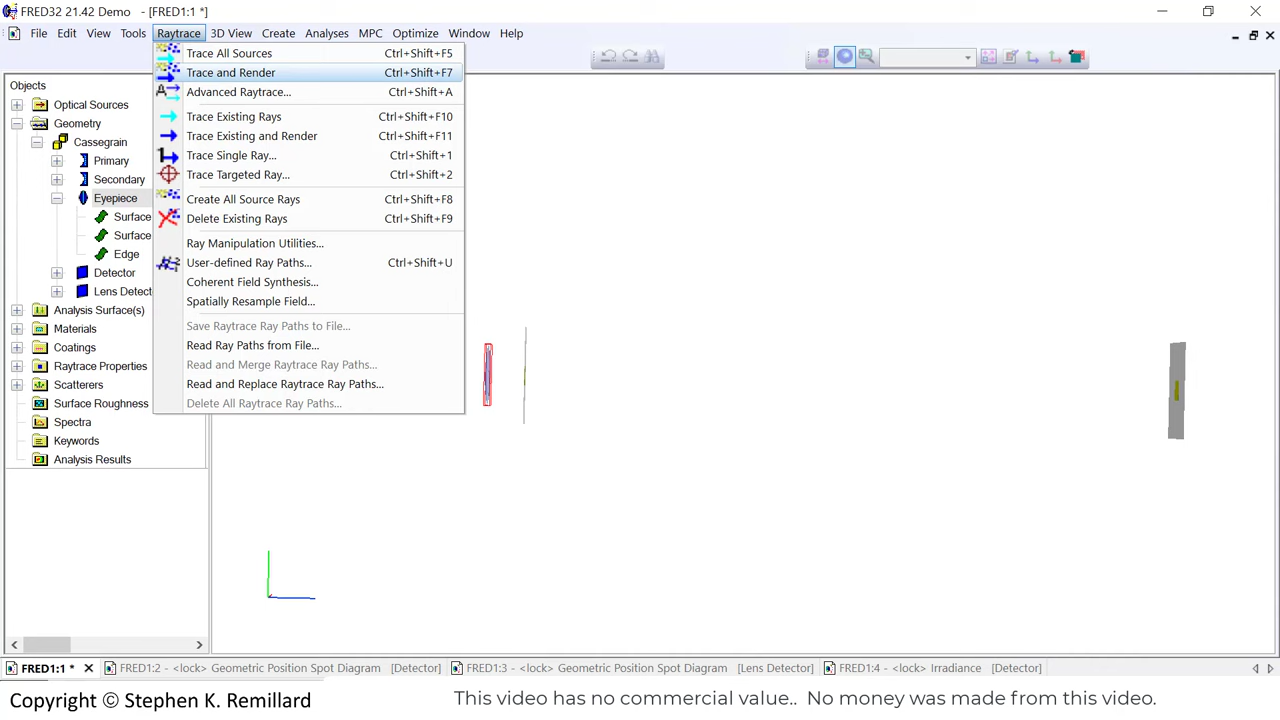 FRED32 21.42 Demo - [FRED1:1 *]
File Edit View Tools Raytrace 3D View Create Analyses MPC Optimize Window Help
Trace All Sources Ctrl+Shift+F5
Trace and Render Ctrl+Shift+F7
Advanced Raytrace... Ctrl+Shift+A
Trace Existing Rays Ctrl+Shift+F10
Trace Existing and Render Ctrl+Shift+F11
Trace Single Ray... Ctrl+Shift+1
Trace Targeted Ray... Ctrl+Shift+2
Create All Source Rays Ctrl+Shift+F8
Delete Existing Rays Ctrl+Shift+F9
Ray Manipulation Utilities...
User-defined Ray Paths... Ctrl+Shift+U
Coherent Field Synthesis...
Spatially Resample Field...
Save Raytrace Ray Paths to File...
Read Ray Paths from File...
Read and Merge Raytrace Ray Paths...
Read and Replace Raytrace Ray Paths...
Delete All Raytrace Ray Paths...
Objects
Optical Sources
Geometry
Cassegrain
Primary
Secondary
Eyepiece
Surface
Surface
Edge
Detector
Lens Detect
Analysis Surface(s)
Materials
Coatings
Raytrace Properties
Scatterers
Surface Roughness
Spectra
Keywords
Analysis Results
FRED1:1 * FRED1:2 - <lock> Geometric Position Spot Diagram [Detector] FRED1:3 - <lock> Geometric Position Spot Diagram [Lens Detector] FRED1:4 - <lock> Irradiance [Detector]
Copyright © Stephen K. Remillard This video has no commercial value.. No money was made from this video.